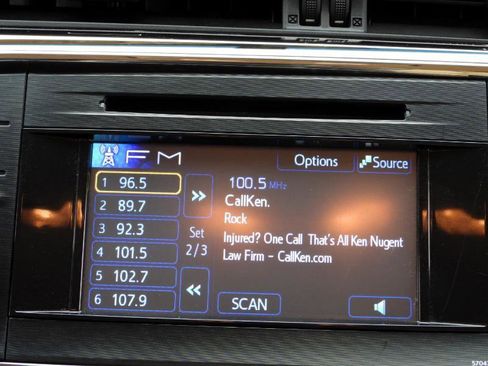 FM
Options
Source
1 96.5
2 89.7
3 92.3
4 101.5
5 102.7
6 107.9
Set
2/3
100.5 MHz
CallKen.
Rock
Injured? One Call That's All Ken Nugent
Law Firm - CallKen.com
SCAN